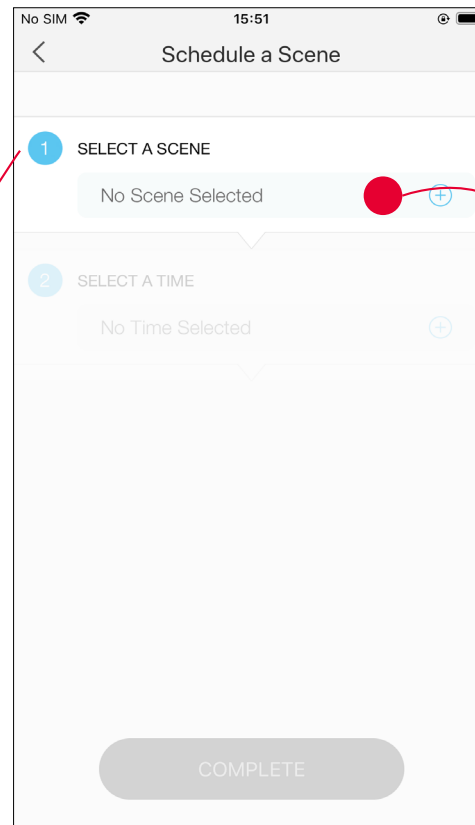 No SIM 15:51
Schedule a Scene
1 SELECT A SCENE
No Scene Selected
2 SELECT A TIME
No Time Selected
COMPLETE